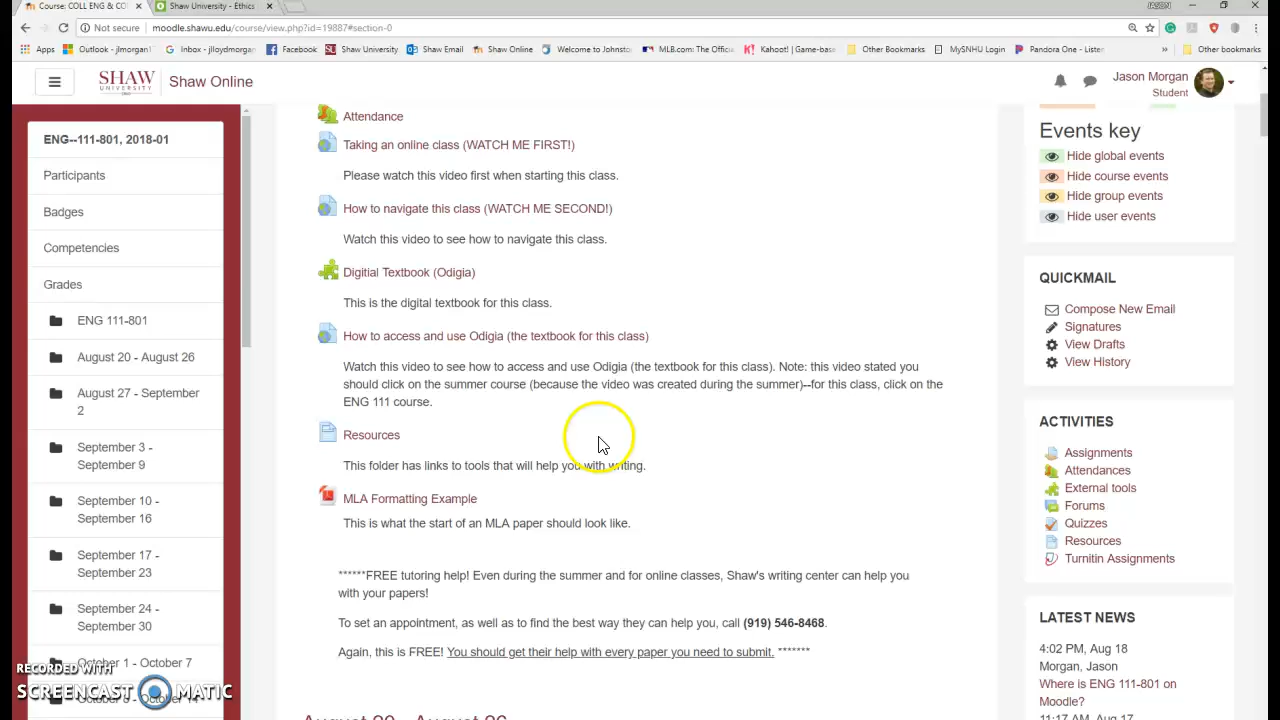 Course: COLL ENG & CO
Shaw University - Ethics
JASON
Not secure
moodle.shawu.edu/course/view.php?id=19887#section-0
Apps
Outlook - jlmorgan1
Inbox - jlloydmorgan
Facebook
Shaw University
Shaw Email
Shaw Online
Welcome to Johnsto
MLB.com: The Offici
Kahoot! | Game-base
Other Bookmarks
MySNHU Login
Pandora One - Listen
»
Other bookmarks
SHAW
UNIVERSITY
Shaw Online
Jason Morgan
Student
ENG--111-801, 2018-01
Participants
Badges
Competencies
Grades
ENG 111-801
August 20 - August 26
August 27 - September
2
September 3 -
September 9
September 10 -
September 16
September 17 -
September 23
September 24 -
September 30
October 1 - October 7
RECORDED WITH
SCREENCAST MATIC
Attendance
Taking an online class (WATCH ME FIRST!)
Please watch this video first when starting this class.
How to navigate this class (WATCH ME SECOND!)
Watch this video to see how to navigate this class.
Digitial Textbook (Odigia)
This is the digital textbook for this class.
How to access and use Odigia (the textbook for this class)
Watch this video to see how to access and use Odigia (the textbook for this class). Note: this video stated you
should click on the summer course (because the video was created during the summer)--for this class, click on the
ENG 111 course.
Resources
This folder has links to tools that will help you with writing.
MLA Formatting Example
This is what the start of an MLA paper should look like.
******FREE tutoring help! Even during the summer and for online classes, Shaw's writing center can help you
with your papers!
To set an appointment, as well as to find the best way they can help you, call (919) 546-8468.
Again, this is FREE! You should get their help with every paper you need to submit. *******
August 20 - August 26
Events key
Hide global events
Hide course events
Hide group events
Hide user events
QUICKMAIL
Compose New Email
Signatures
View Drafts
View History
ACTIVITIES
Assignments
Attendances
External tools
Forums
Quizzes
Resources
Turnitin Assignments
LATEST NEWS
4:02 PM, Aug 18
Morgan, Jason
Where is ENG 111-801 on
Moodle?
11:17 AM, Aug 17